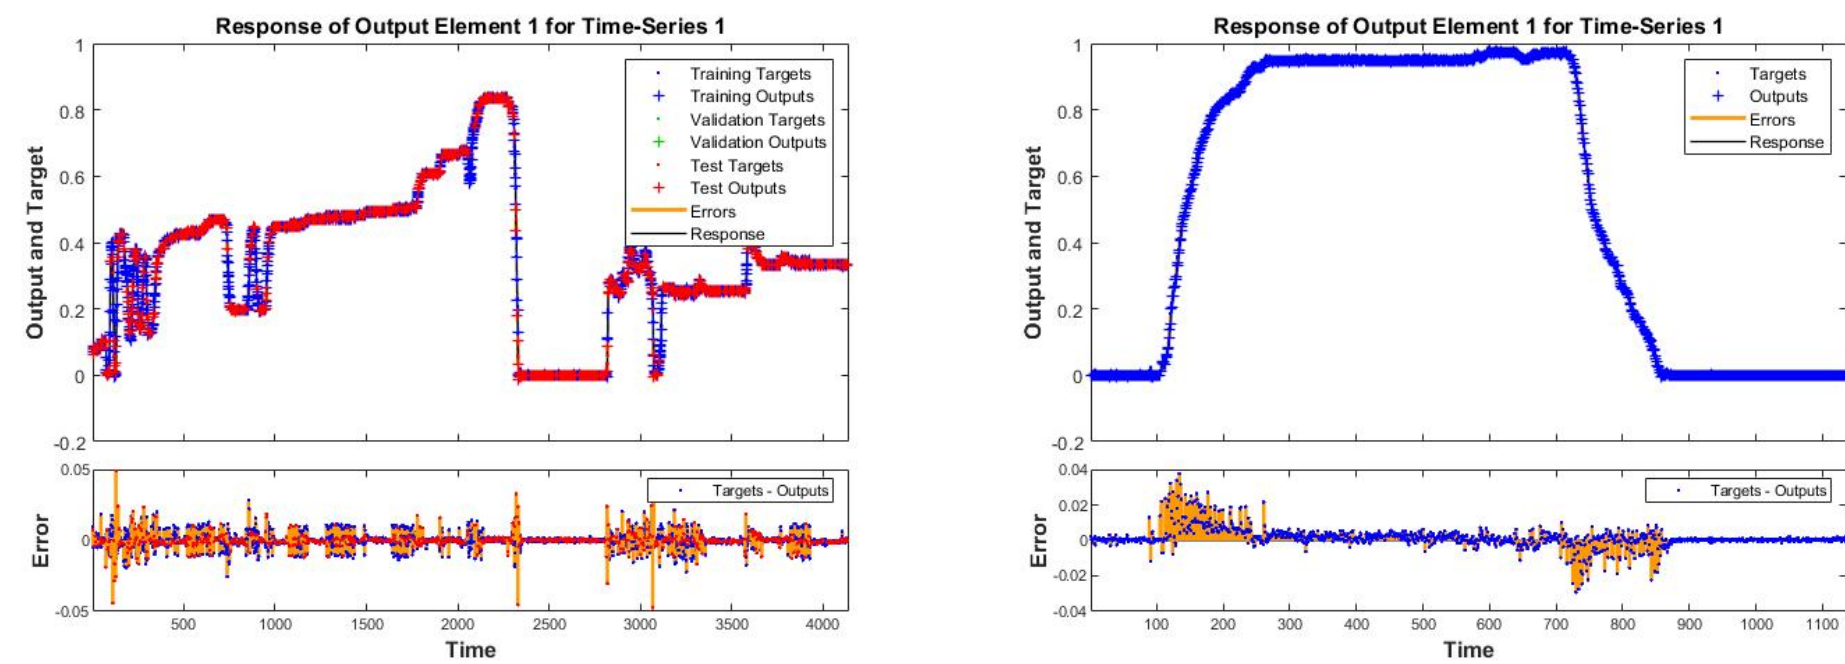 Response of Output Element 1 for Time-Series 1
1
0.8
0.6
0.4
0.2
0
-0.2
Output and Target
Training Targets
Training Outputs
Validation Targets
Validation Outputs
Test Targets
Test Outputs
Errors
Response
0.05
0
-0.05
Error
Targets - Outputs
500 1000 1500 2000 2500 3000 3500 4000
Time
Response of Output Element 1 for Time-Series 1
1
0.8
0.6
0.4
0.2
0
-0.2
Output and Target
Targets
Outputs
Errors
Response
0.04
0.02
0
-0.02
-0.04
Error
Targets - Outputs
100 200 300 400 500 600 700 800 900 1000 1100
Time